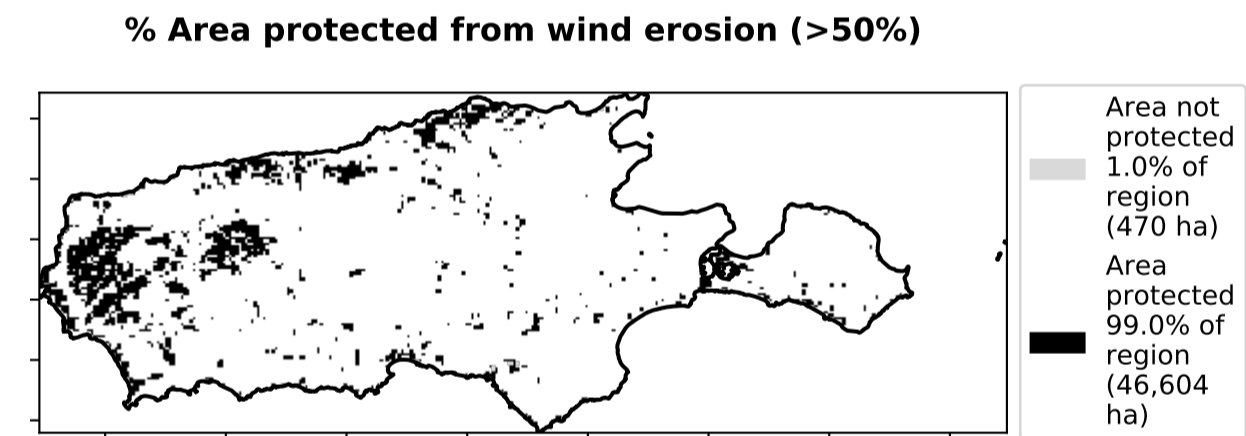 % Area protected from wind erosion (>50%)
Area not
protected
1.0% of
region
(470 ha)
Area
protected
99.0% of
region
(46,604
ha)